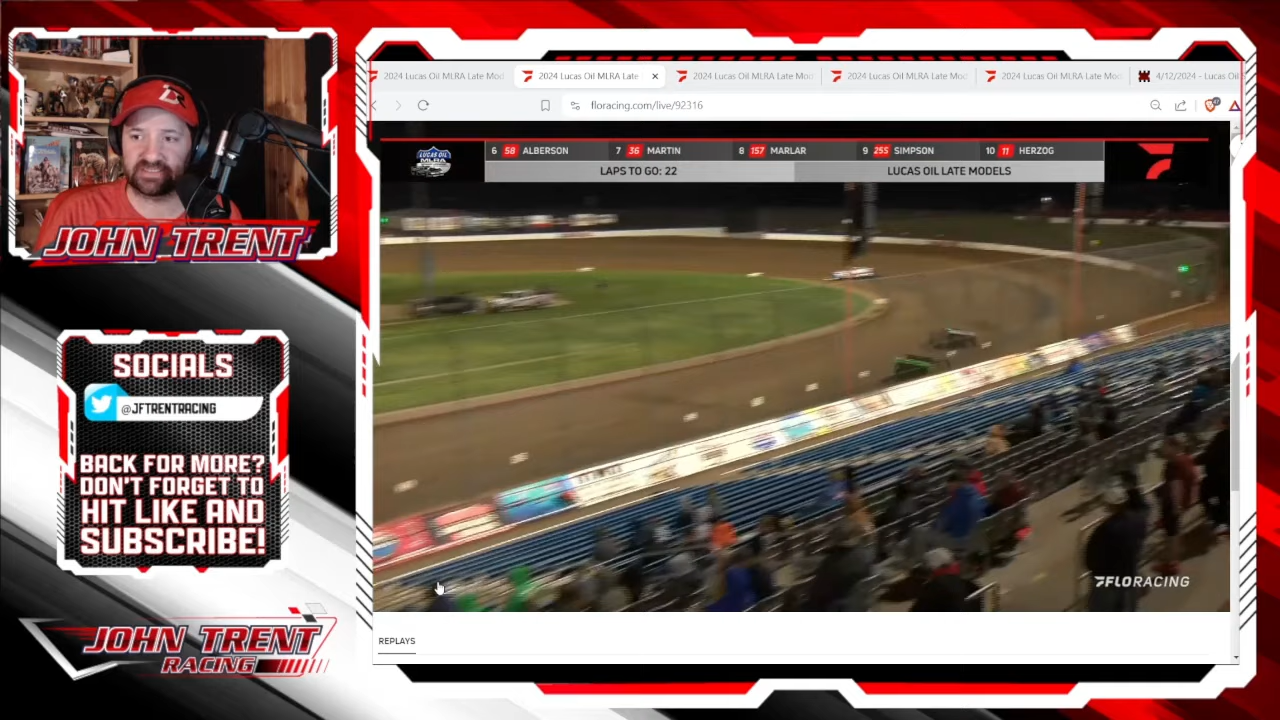 JOHN TRENT
SOCIALS
@JFTRENTRACING
BACK FOR MORE?
DON'T FORGET TO
HIT LIKE AND
SUBSCRIBE!
JOHN TRENT
RACING
2024 Lucas Oil MLRA Late Mod
2024 Lucas Oil MLRA Late
2024 Lucas Oil MLRA Late Mod
2024 Lucas Oil MLRA Late Mod
2024 Lucas Oil MLRA Late Mod
4/12/2024 - Lucas Oil
floracing.com/live/92316
LUCAS OIL
MLRA
6 58 ALBERSON 7 36 MARTIN 8 157 MARLAR 9 25S SIMPSON 10 11 HERZOG
LAPS TO GO: 22 LUCAS OIL LATE MODELS
FLORACING
REPLAYS